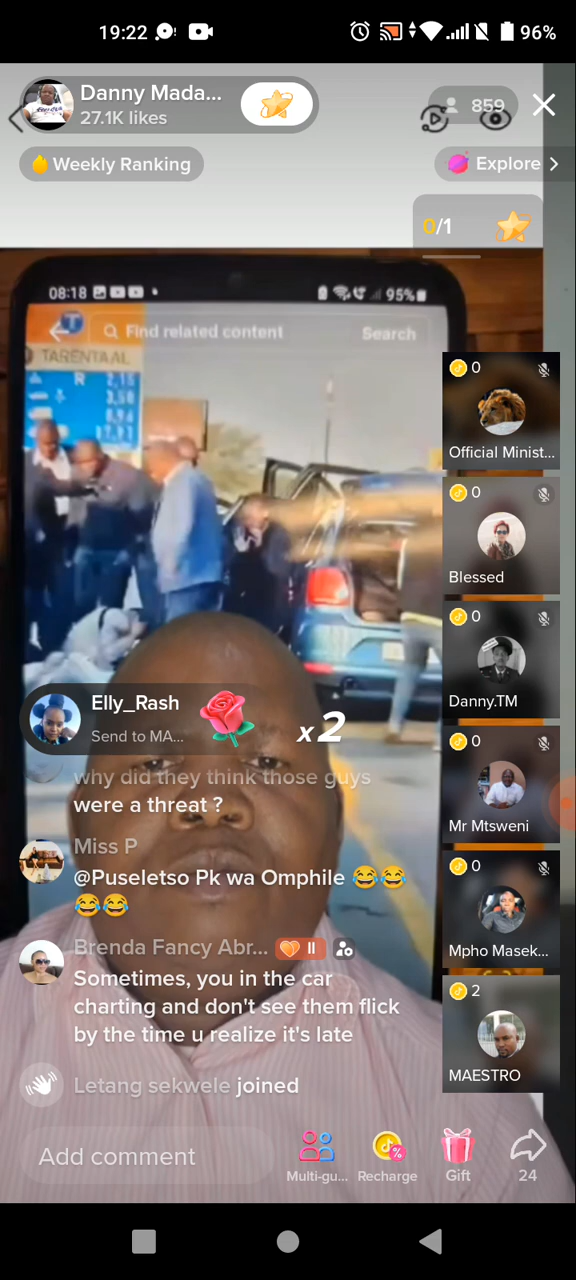 19:22
96%
Danny Mada...
27.1K likes
859
Weekly Ranking
Explore
0/1
08:18
95%
Find related content
Search
TARENTAAL
R
Elly_Rash
Send to MA...
x2
why did they think those guys
were a threat ?
Miss P
@Puseletso Pk wa Omphile 😂😂
😂😂
Brenda Fancy Abr...
II
Sometimes, you in the car
charting and don't see them flick
by the time u realize it's late
Letang sekwele joined
0
Official Minist...
0
Blessed
0
Danny.TM
0
Mr Mtsweni
0
Mpho Masek...
2
MAESTRO
Add comment
Multi-gu...
Recharge
Gift
24